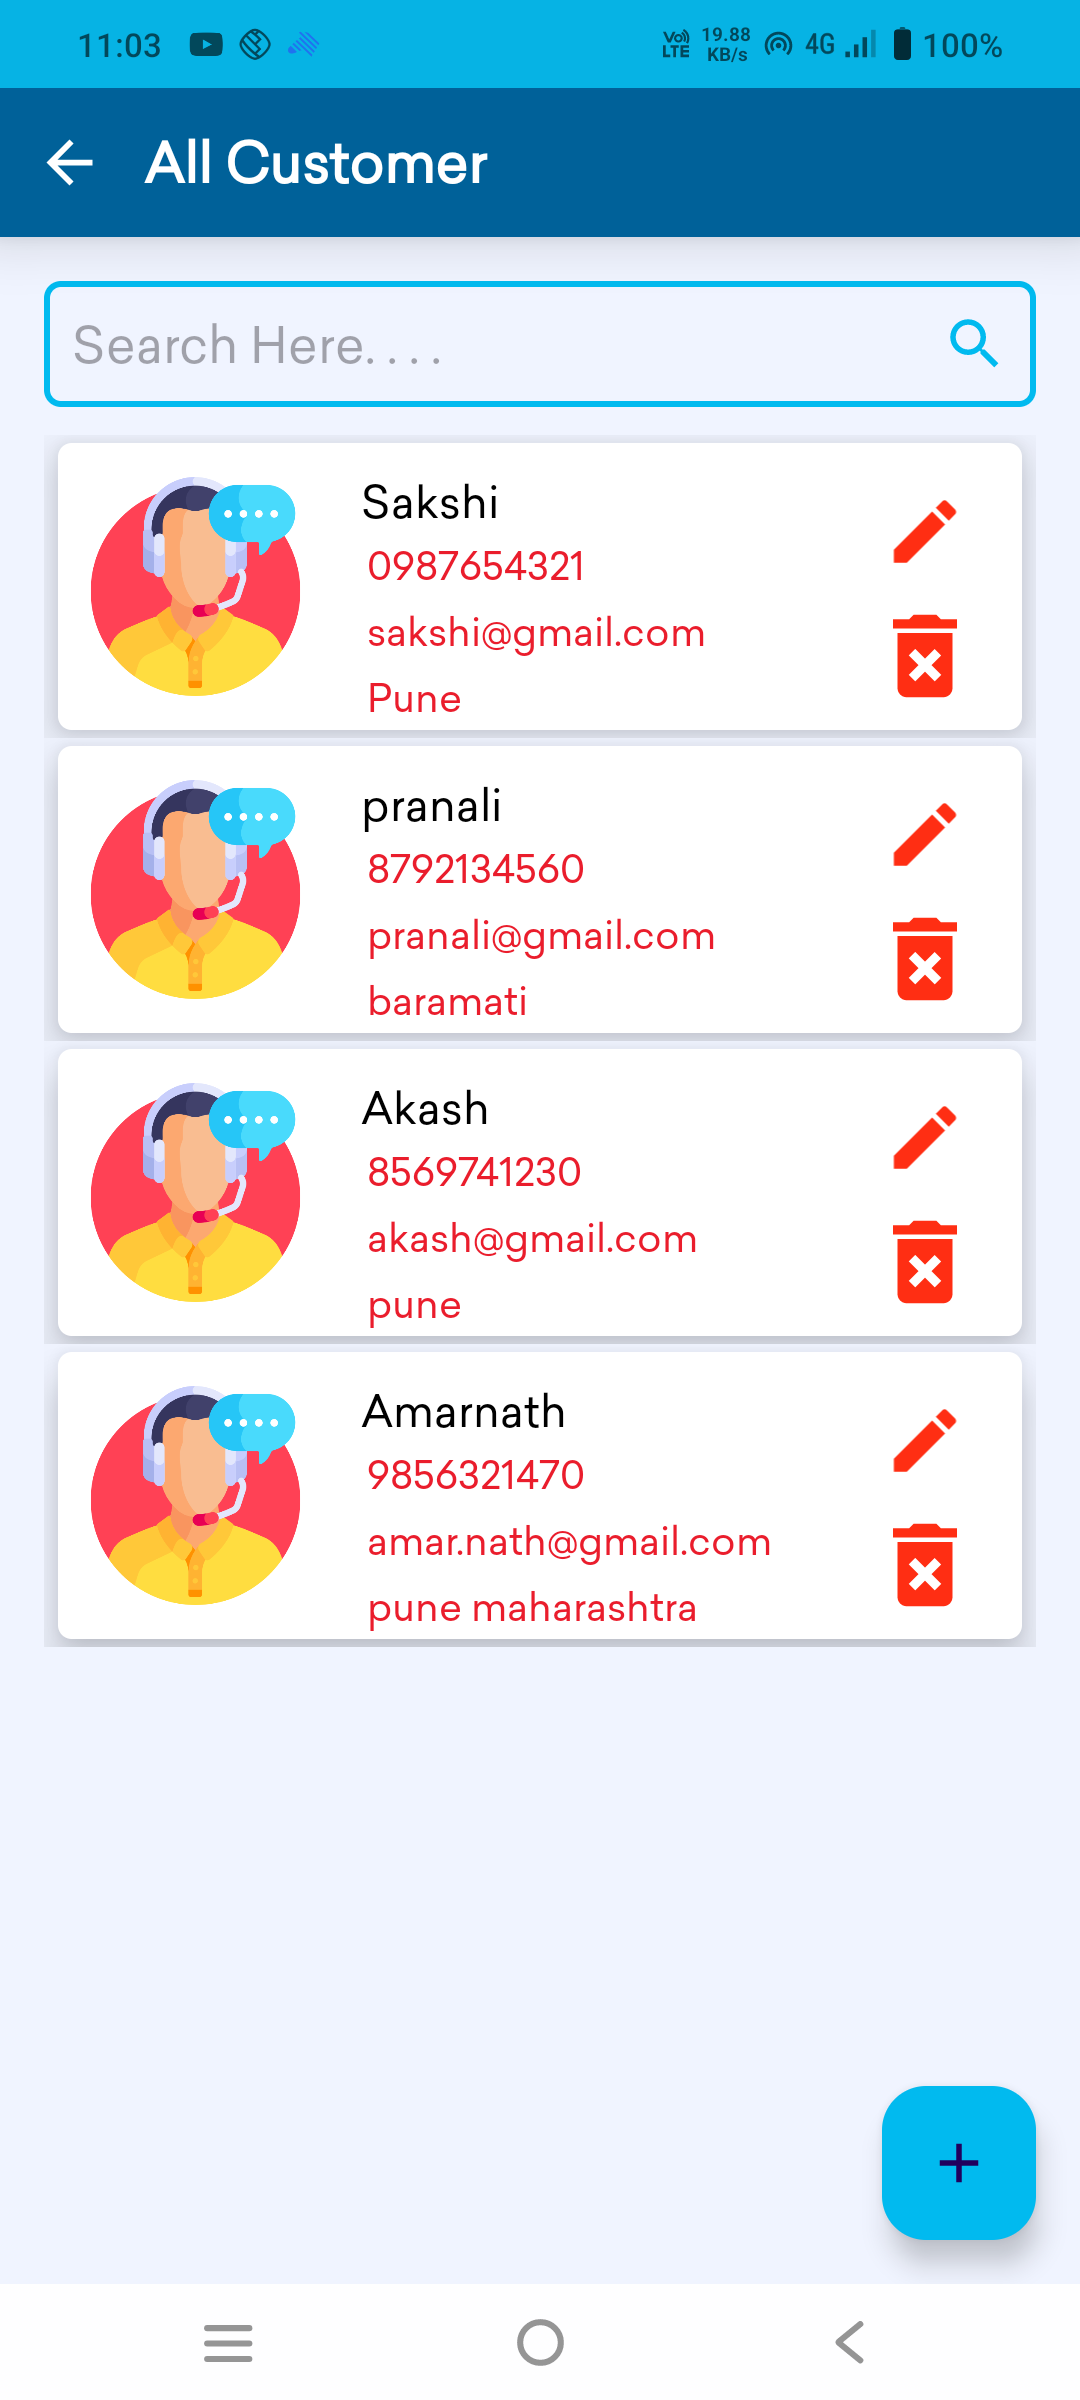 11:03 Vo) LTE 19.88 KB/s 4G 100%
All Customer
Search Here. . . .
Sakshi
0987654321
sakshi@gmail.com
Pune
pranali
8792134560
pranali@gmail.com
baramati
Akash
8569741230
akash@gmail.com
pune
Amarnath
9856321470
amar.nath@gmail.com
pune maharashtra